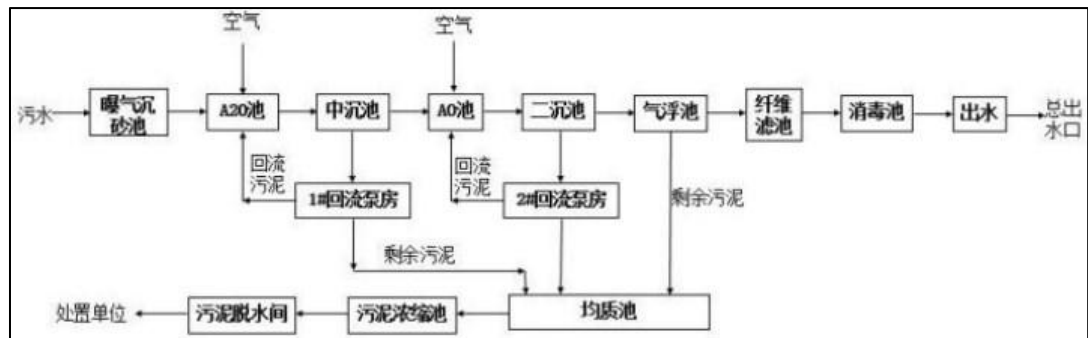 空气
空气
污水
曝气沉
砂池
A2O池
中沉池
AO池
二沉池
气浮池
纤维
滤池
消毒池
出水
总出
水口
回流
污泥
回流
污泥
1#回流泵房
2#回流泵房
剩余污泥
剩余污泥
处置单位
污泥脱水间
污泥浓缩池
均质池